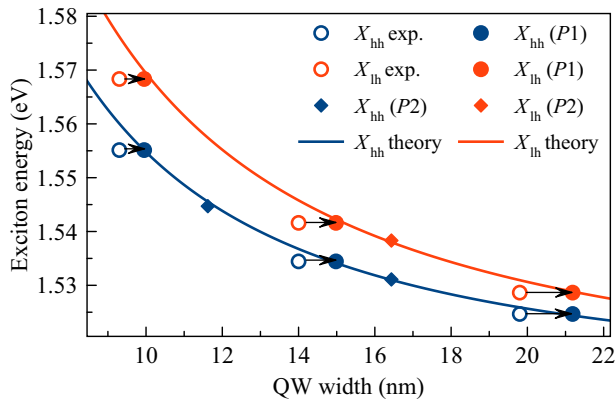 1.58
1.57
1.56
1.55
1.54
1.53
Exciton energy (eV)
X_hh exp.
X_hh (P1)
X_lh exp.
X_lh (P1)
X_hh (P2)
X_lh (P2)
X_hh theory
X_lh theory
10 12 14 16 18 20 22
QW width (nm)